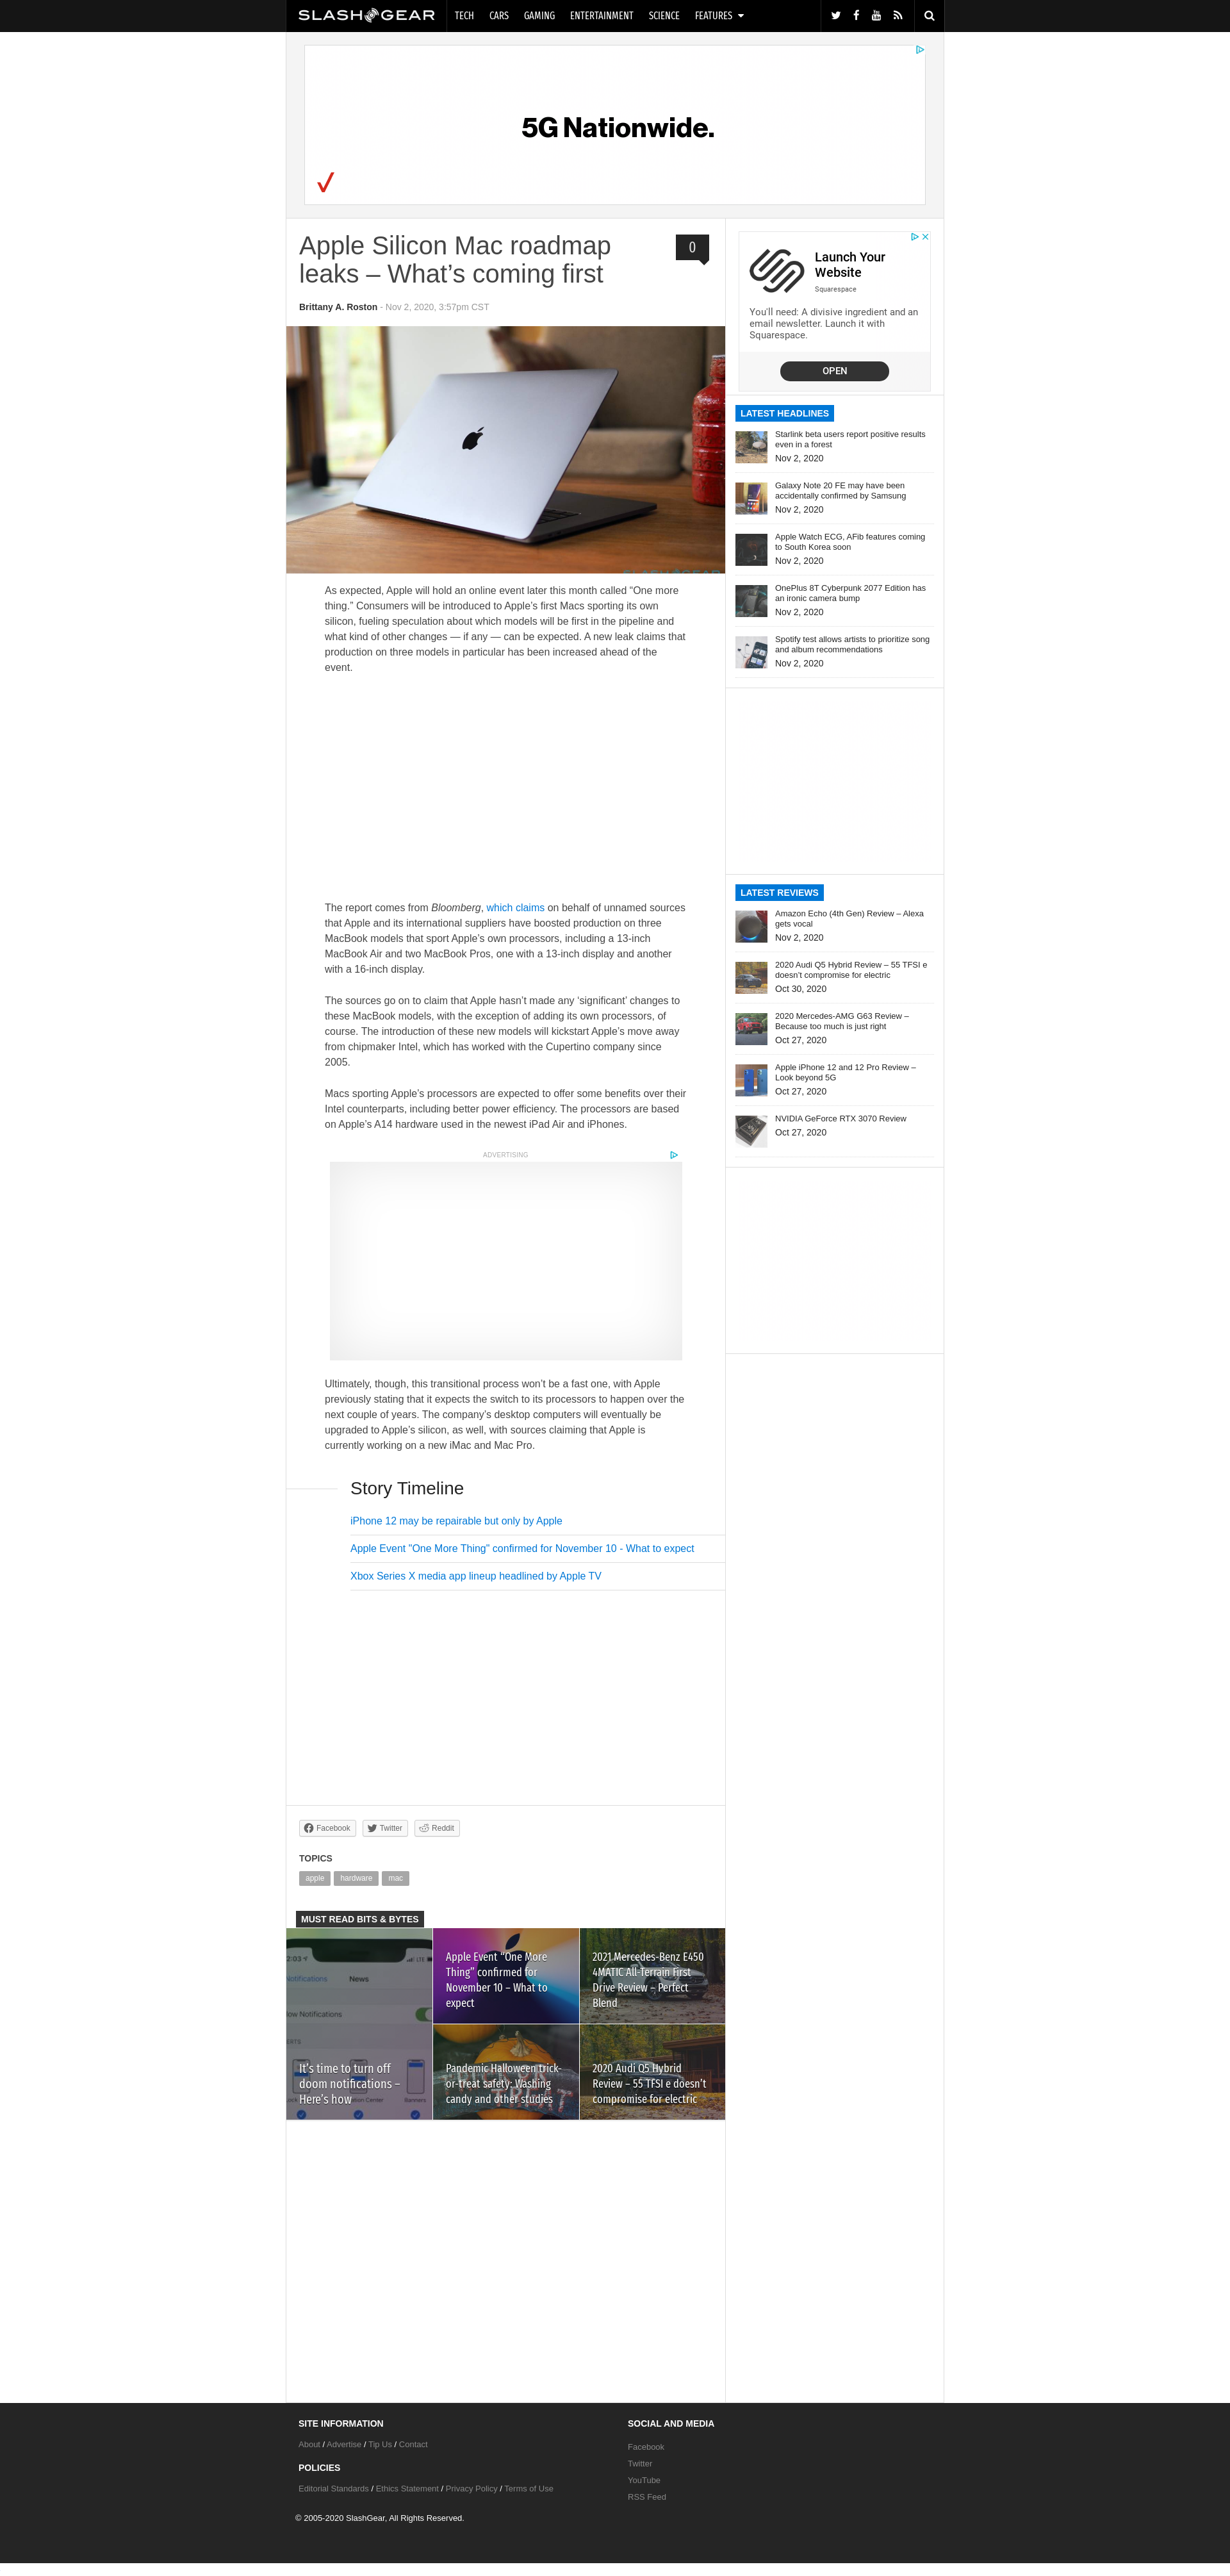 SLASHGEAR
TECH CARS GAMING ENTERTAINMENT SCIENCE FEATURES
5G Nationwide.
Apple Silicon Mac roadmap
leaks – What’s coming first
0
Brittany A. Roston - Nov 2, 2020, 3:57pm CST
As expected, Apple will hold an online event later this month called “One more
thing.” Consumers will be introduced to Apple’s first Macs sporting its own
silicon, fueling speculation about which models will be first in the pipeline and
what kind of other changes — if any — can be expected. A new leak claims that
production on three models in particular has been increased ahead of the
event.
The report comes from Bloomberg, which claims on behalf of unnamed sources
that Apple and its international suppliers have boosted production on three
MacBook models that sport Apple’s own processors, including a 13-inch
MacBook Air and two MacBook Pros, one with a 13-inch display and another
with a 16-inch display.
The sources go on to claim that Apple hasn’t made any ‘significant’ changes to
these MacBook models, with the exception of adding its own processors, of
course. The introduction of these new models will kickstart Apple’s move away
from chipmaker Intel, which has worked with the Cupertino company since
2005.
Macs sporting Apple’s processors are expected to offer some benefits over their
Intel counterparts, including better power efficiency. The processors are based
on Apple’s A14 hardware used in the newest iPad Air and iPhones.
ADVERTISING
Ultimately, though, this transitional process won’t be a fast one, with Apple
previously stating that it expects the switch to its processors to happen over the
next couple of years. The company’s desktop computers will eventually be
upgraded to Apple’s silicon, as well, with sources claiming that Apple is
currently working on a new iMac and Mac Pro.
Story Timeline
iPhone 12 may be repairable but only by Apple
Apple Event "One More Thing" confirmed for November 10 - What to expect
Xbox Series X media app lineup headlined by Apple TV
Facebook Twitter Reddit
TOPICS
apple hardware mac
MUST READ BITS & BYTES
It’s time to turn off
doom notifications –
Here’s how
Apple Event “One More
Thing” confirmed for
November 10 – What to
expect
2021 Mercedes-Benz E450
4MATIC All-Terrain First
Drive Review – Perfect
Blend
Pandemic Halloween trick-
or-treat safety: Washing
candy and other studies
2020 Audi Q5 Hybrid
Review – 55 TFSI e doesn’t
compromise for electric
Launch Your
Website
Squarespace
You'll need: A divisive ingredient and an
email newsletter. Launch it with
Squarespace.
OPEN
LATEST HEADLINES
Starlink beta users report positive results
even in a forest
Nov 2, 2020
Galaxy Note 20 FE may have been
accidentally confirmed by Samsung
Nov 2, 2020
Apple Watch ECG, AFib features coming
to South Korea soon
Nov 2, 2020
OnePlus 8T Cyberpunk 2077 Edition has
an ironic camera bump
Nov 2, 2020
Spotify test allows artists to prioritize song
and album recommendations
Nov 2, 2020
LATEST REVIEWS
Amazon Echo (4th Gen) Review – Alexa
gets vocal
Nov 2, 2020
2020 Audi Q5 Hybrid Review – 55 TFSI e
doesn’t compromise for electric
Oct 30, 2020
2020 Mercedes-AMG G63 Review –
Because too much is just right
Oct 27, 2020
Apple iPhone 12 and 12 Pro Review –
Look beyond 5G
Oct 27, 2020
NVIDIA GeForce RTX 3070 Review
Oct 27, 2020
SITE INFORMATION
About / Advertise / Tip Us / Contact
POLICIES
Editorial Standards / Ethics Statement / Privacy Policy / Terms of Use
© 2005-2020 SlashGear, All Rights Reserved.
SOCIAL AND MEDIA
Facebook
Twitter
YouTube
RSS Feed